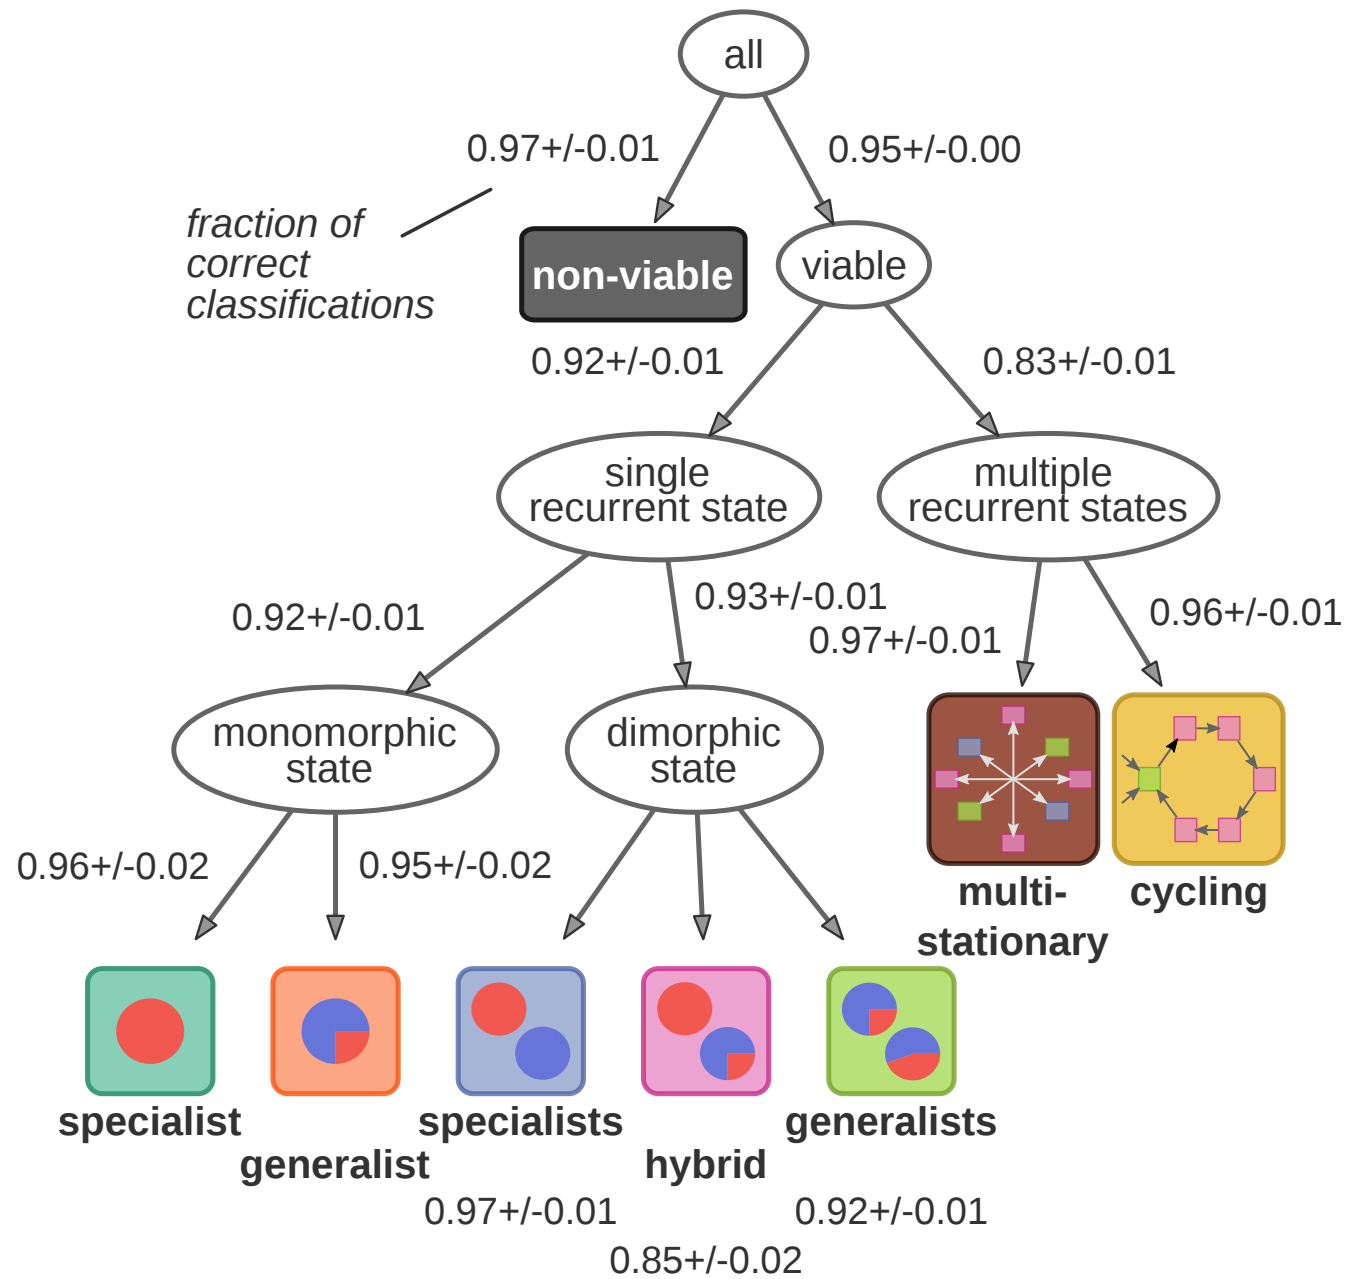 all
0.97+/-0.01
0.95+/-0.00
fraction of
correct
classifications
non-viable
viable
0.92+/-0.01
0.83+/-0.01
single
recurrent state
multiple
recurrent states
0.92+/-0.01
0.93+/-0.01
0.97+/-0.01
0.96+/-0.01
monomorphic
state
dimorphic
state
0.96+/-0.02
0.95+/-0.02
multi-
stationary
cycling
specialist
generalist
specialists
hybrid
generalists
0.97+/-0.01
0.85+/-0.02
0.92+/-0.01